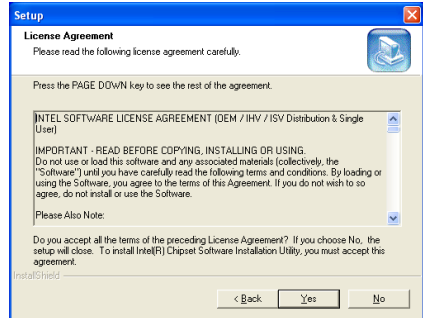 Setup
License Agreement
Please read the following license agreement carefully.
Press the PAGE DOWN key to see the rest of the agreement.
INTEL SOFTWARE LICENSE AGREEMENT (OEM / IHV / ISV Distribution & Single
User)
IMPORTANT - READ BEFORE COPYING, INSTALLING OR USING.
Do not use or load this software and any associated materials (collectively, the
"Software") until you have carefully read the following terms and conditions. By loading or
using the Software, you agree to the terms of this Agreement. If you do not wish to so
agree, do not install or use the Software.
Please Also Note:
Do you accept all the terms of the preceding License Agreement? If you choose No, the
setup will close. To install Intel(R) Chipset Software Installation Utility, you must accept this
agreement.
InstallShield
< Back Yes No